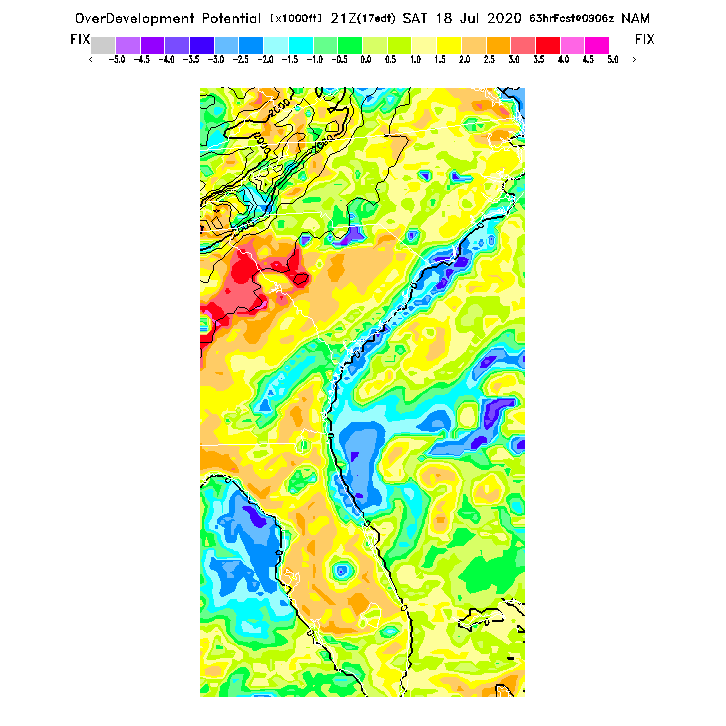 OverDevelopment Potential [x1000ft] 21Z(17edt) SAT 18 Jul 2020 63hrFcst@0906z NAM
FIX FIX
< -5.0 -4.5 -4.0 -3.5 -3.0 -2.5 -2.0 -1.5 -1.0 -0.5 0.0 0.5 1.0 1.5 2.0 2.5 3.0 3.5 4.0 4.5 5.0 >
2000
2000